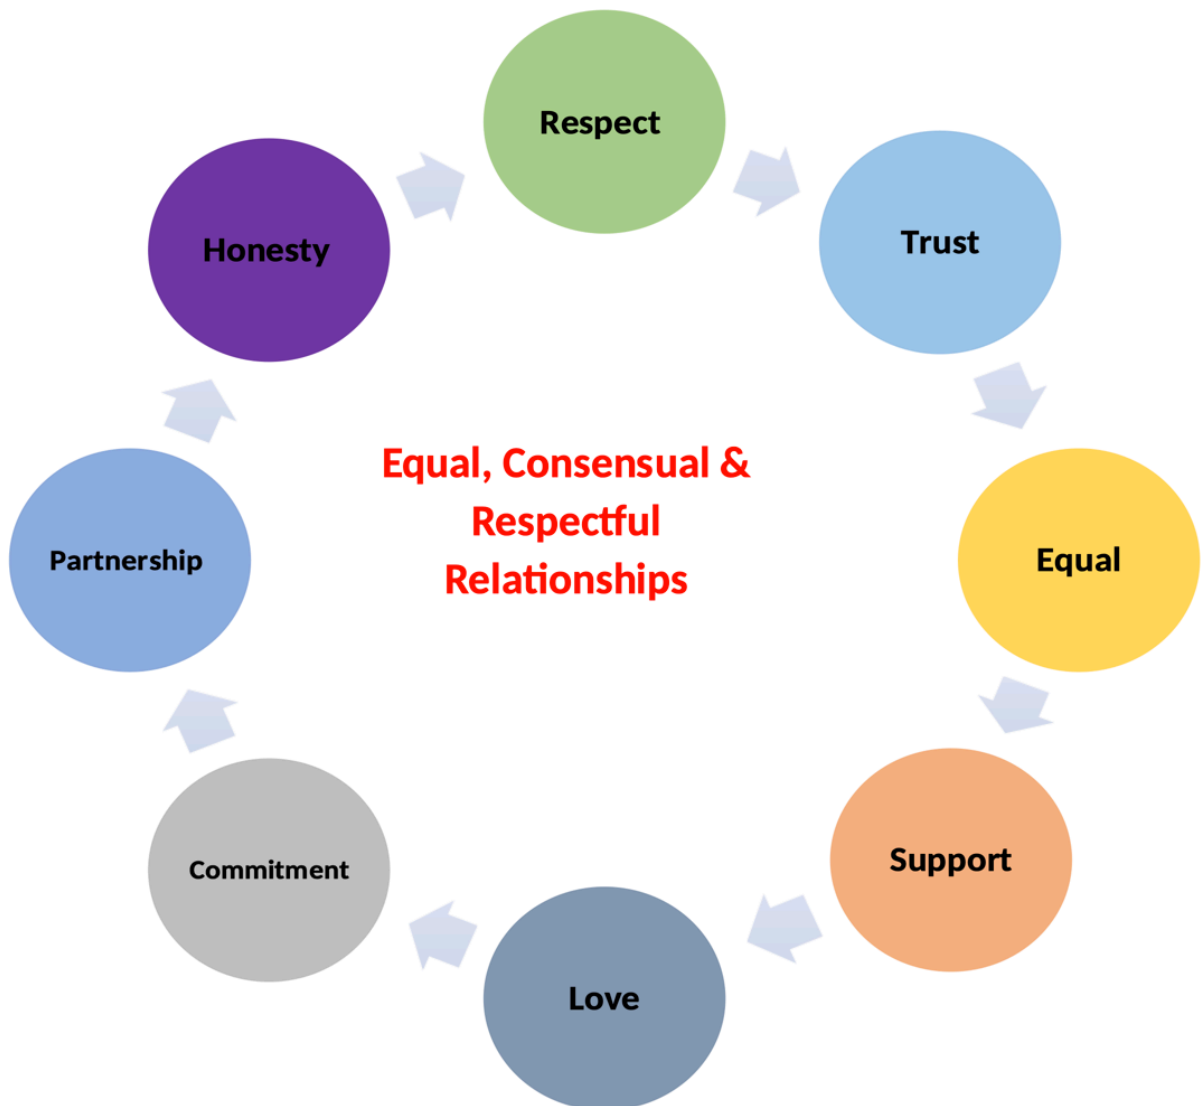 Respect
Trust
Equal
Support
Love
Commitment
Partnership
Honesty
Equal, Consensual &
Respectful
Relationships